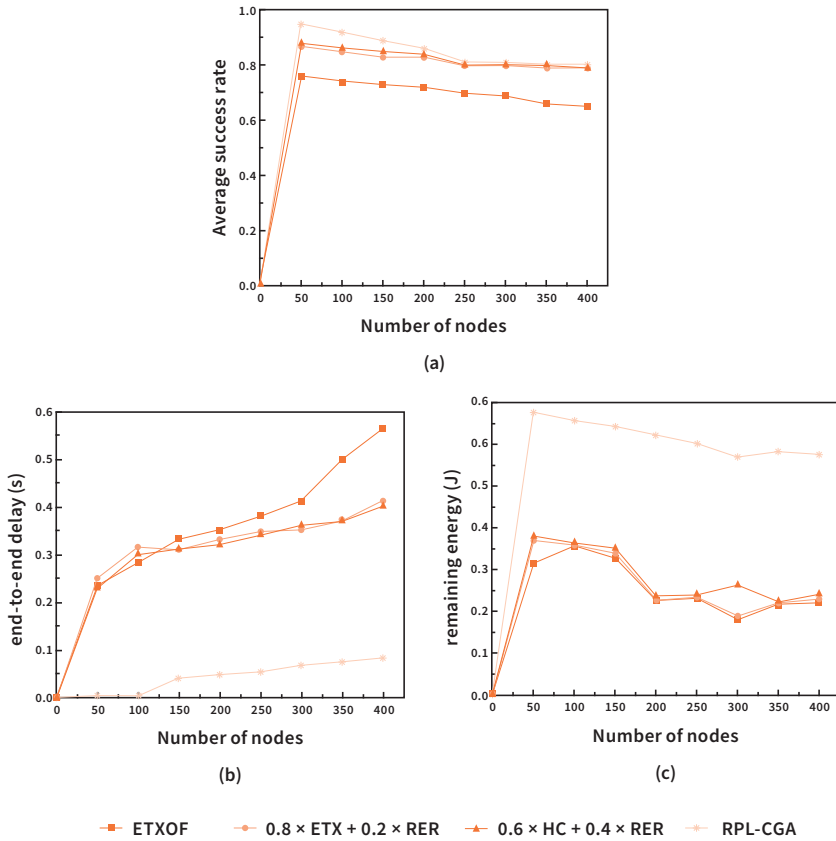 1.0
0.8
0.6
0.4
0.2
0.0
Average success rate
0 50 100 150 200 250 300 350 400
Number of nodes
(a)
0.6
0.5
0.4
0.3
0.2
0.1
0.0
end-to-end delay (s)
0 50 100 150 200 250 300 350 400
Number of nodes
(b)
0.6
0.6
0.5
0.4
0.3
0.2
0.1
0.0
remaining energy (J)
0 50 100 150 200 250 300 350 400
Number of nodes
(c)
ETXOF 0.8 × ETX + 0.2 × RER 0.6 × HC + 0.4 × RER RPL-CGA